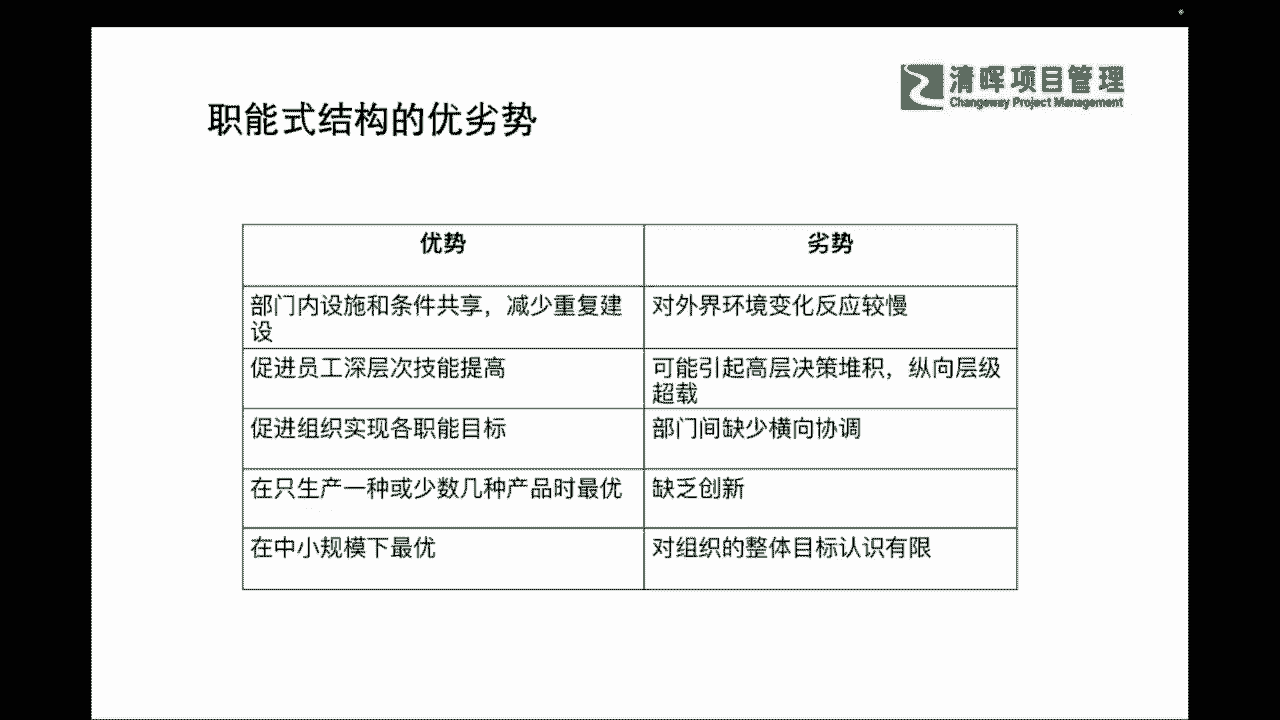 清晖项目管理
Changeway Project Management
职能式结构的优劣势
优势
劣势
部门内设施和条件共享，减少重复建
设
对外界环境变化反应较慢
促进员工深层次技能提高
可能引起高层决策堆积，纵向层级
超载
促进组织实现各职能目标
部门间缺少横向协调
在只生产一种或少数几种产品时最优
缺乏创新
在中小规模下最优
对组织的整体目标认识有限